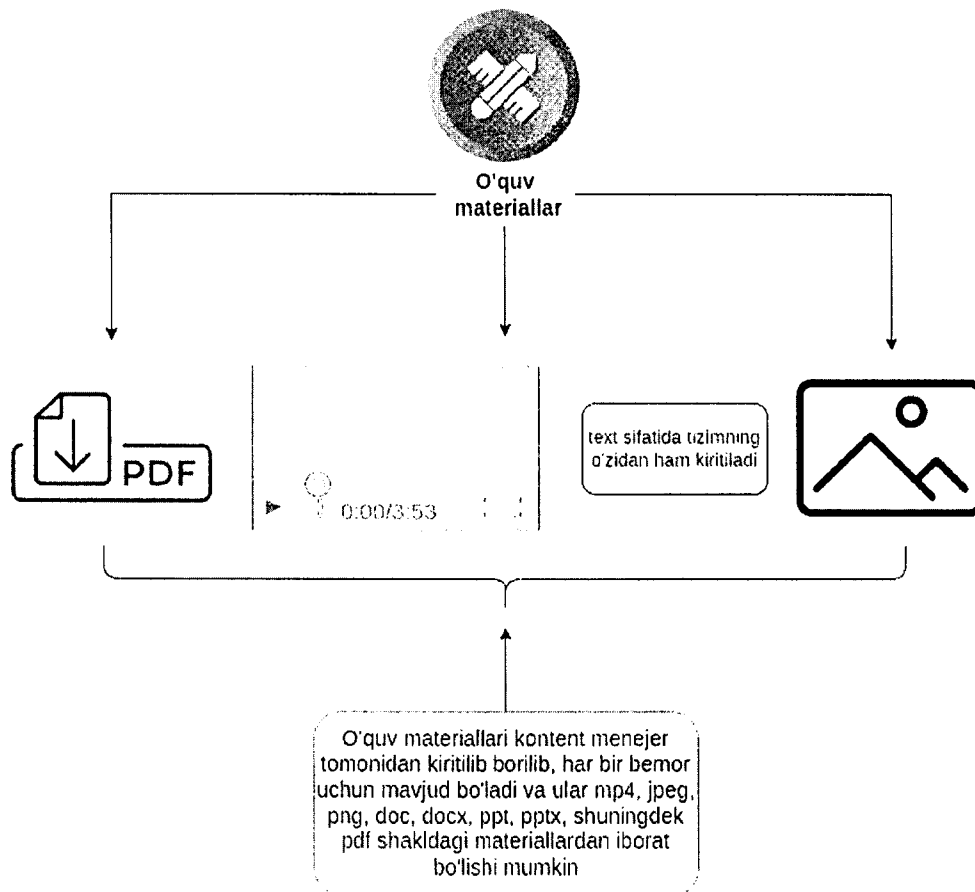 O'quv
materiallar
PDF
0:00/3:53
text sifatida tizimning
o'zidan ham kiritiladi
O'quv materiallari kontent menejer
tomonidan kiritilib borilib, har bir bemor
uchun mavjud bo'ladi va ular mp4, jpeg,
png, doc, docx, ppt, pptx, shuningdek
pdf shakldagi materiallardan iborat
bo'lishi mumkin